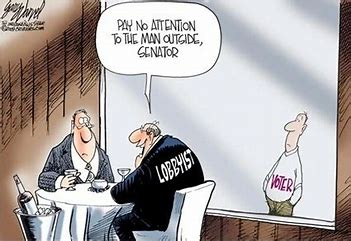 PAY NO ATTENTION
TO THE MAN OUTSIDE,
SENATOR
LOBBYIST
VOTER